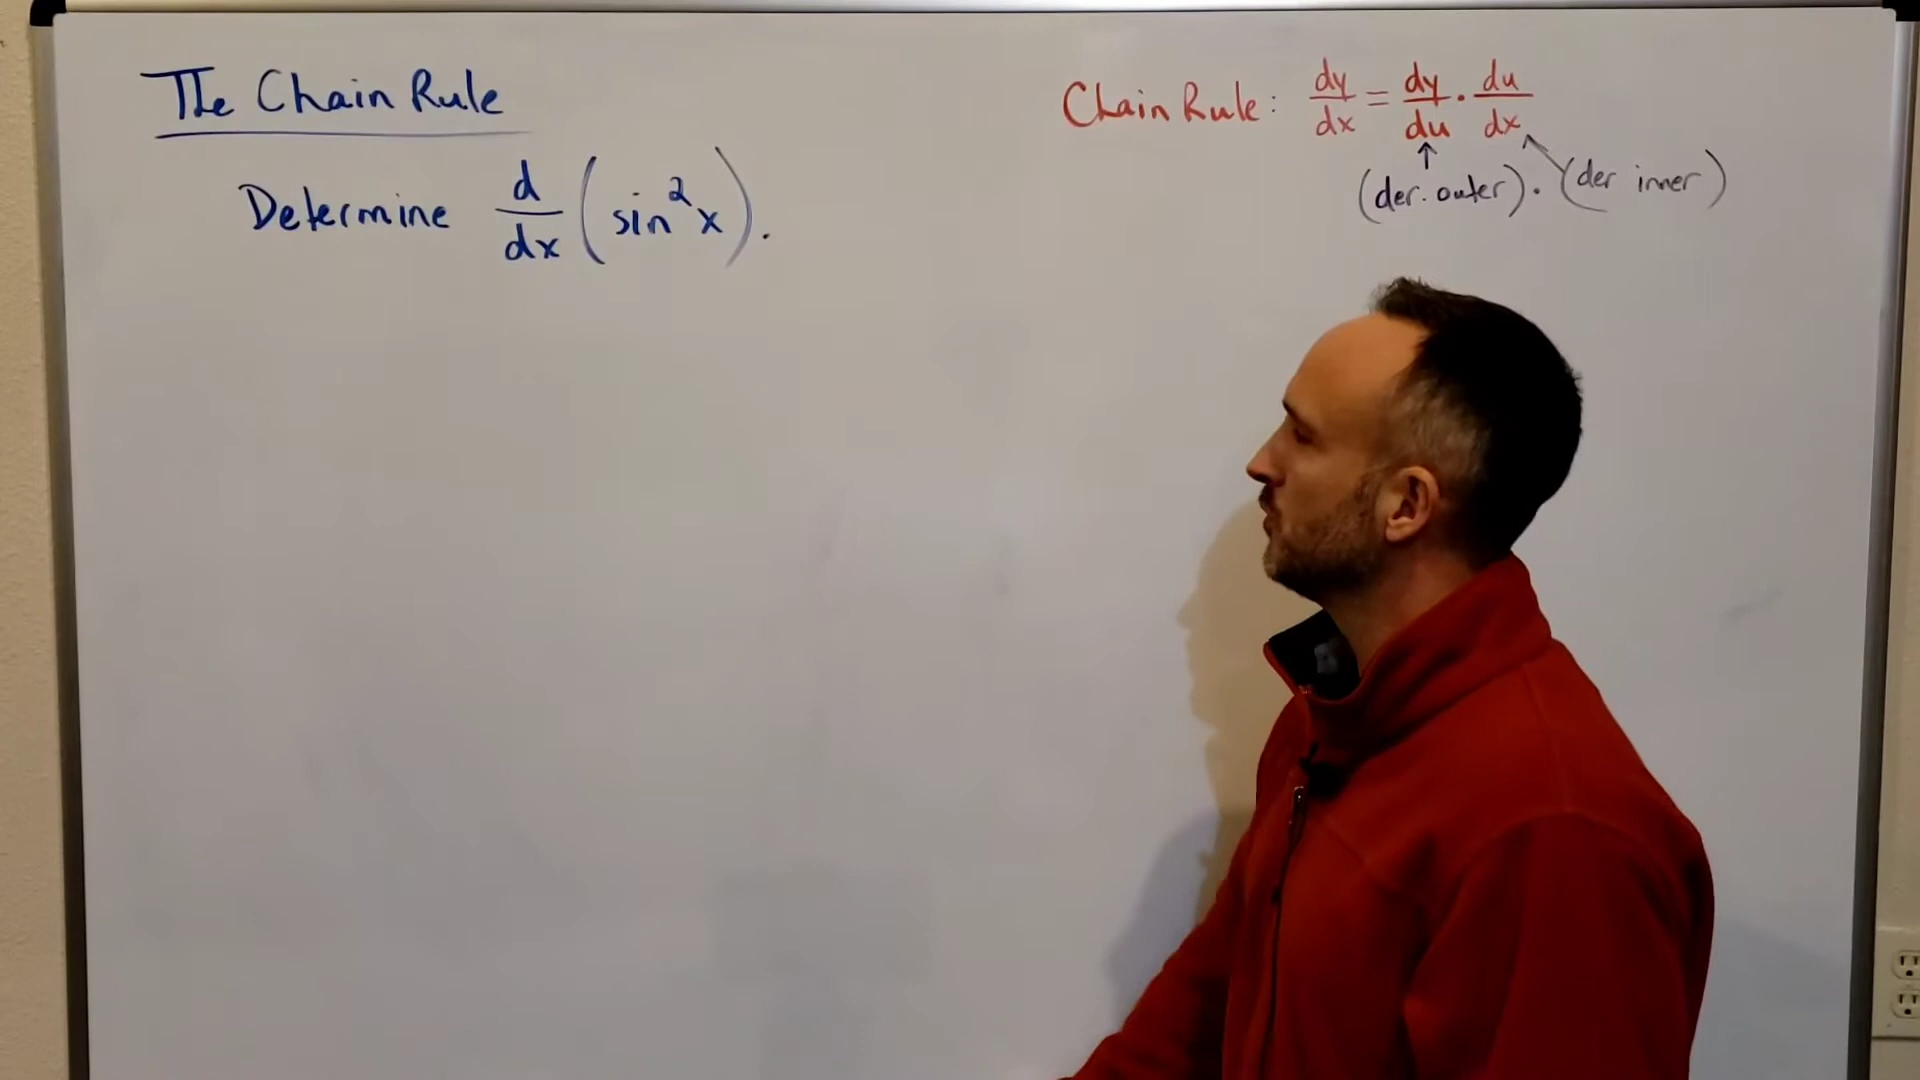 The Chain Rule
Determine d/dx (sin²x).
Chain Rule: dy/dx = dy/du · du/dx
(der. outer) · (der inner)